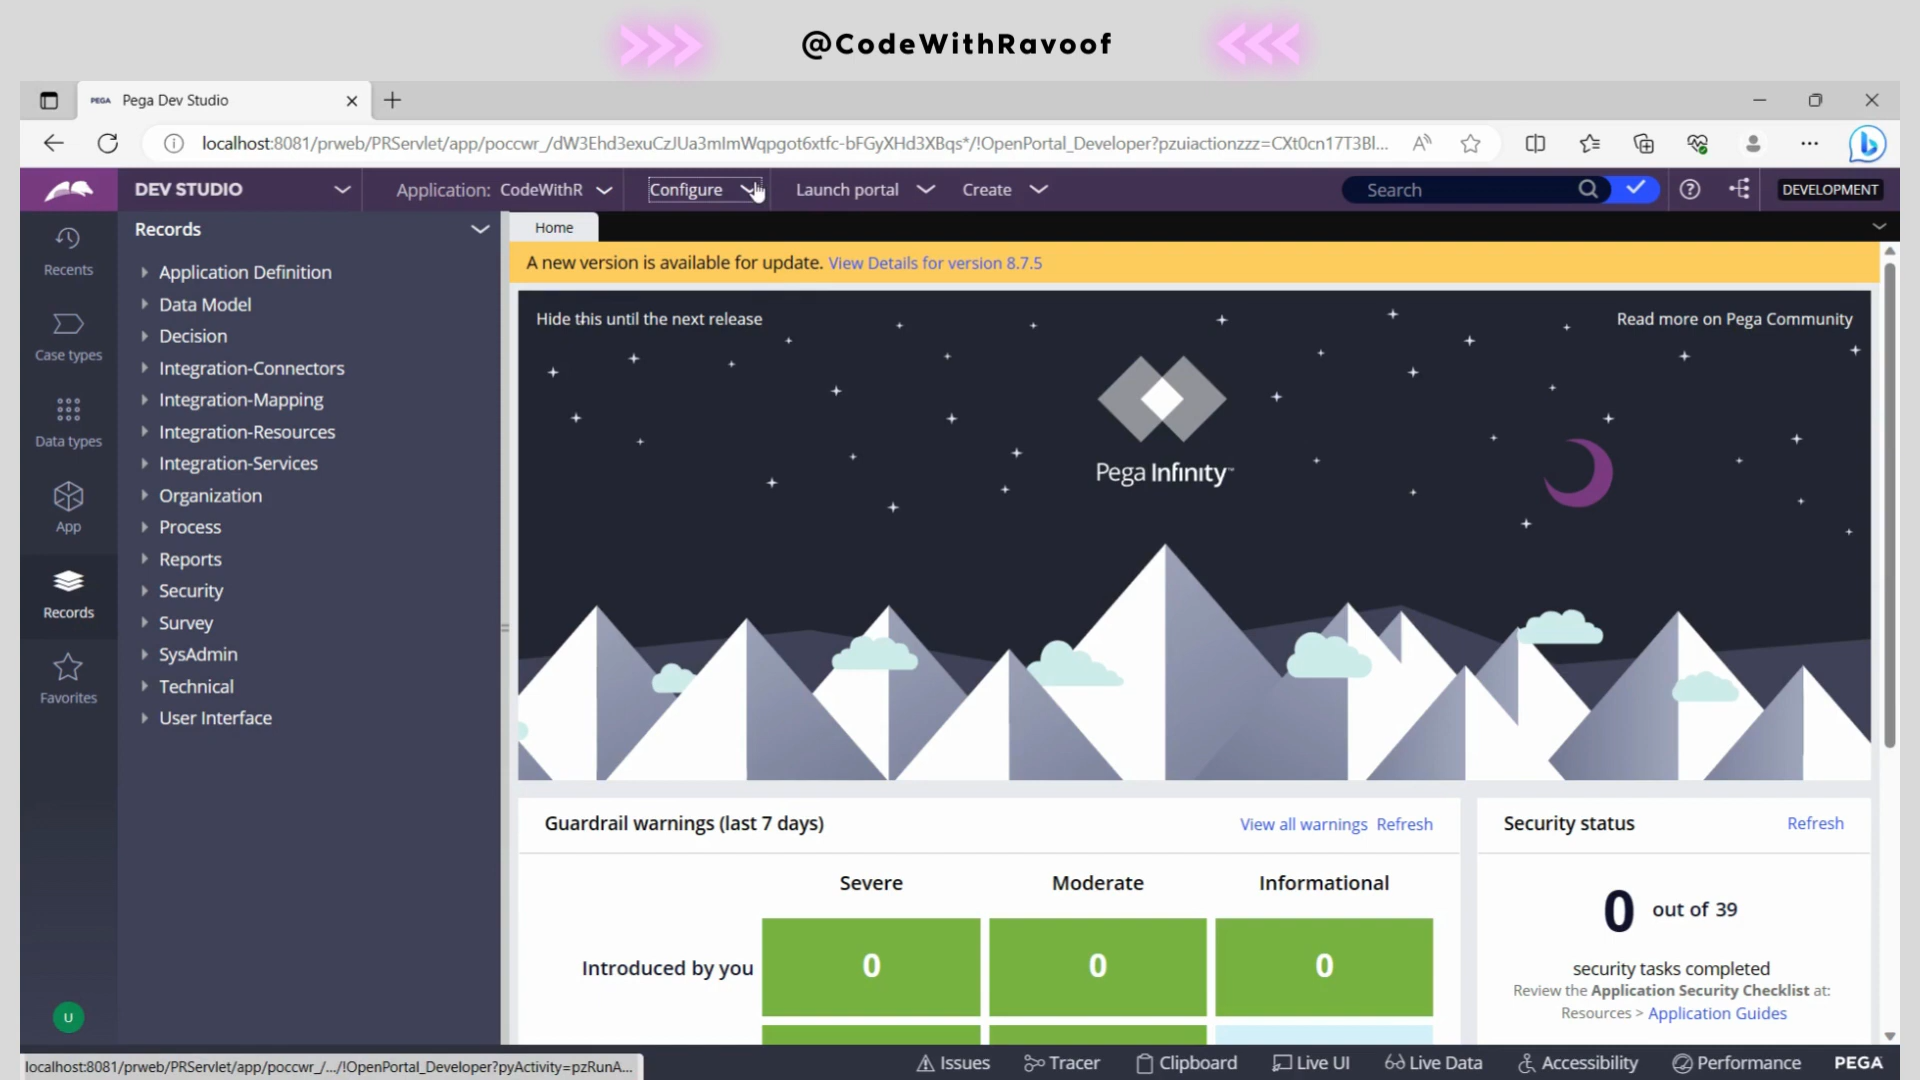 @CodeWithRavoof
PEGA Pega Dev Studio
localhost:8081/prweb/PRServlet/app/poccwr_/dW3Ehd3exuCzJUa3mImWqpgot6xtfc-bFGyXHd3XBqs*/!OpenPortal_Developer?pzuiactionzzz=CXt0cn17T3Bl...
DEV STUDIO
Application: CodeWithR
Configure
Launch portal
Create
Search
DEVELOPMENT
Recents
Case types
Data types
App
Records
Favorites
U
Records
Application Definition
Data Model
Decision
Integration-Connectors
Integration-Mapping
Integration-Resources
Integration-Services
Organization
Process
Reports
Security
Survey
SysAdmin
Technical
User Interface
Home
A new version is available for update. View Details for version 8.7.5
Hide this until the next release
Read more on Pega Community
Pega Infinity™
Guardrail warnings (last 7 days)
View all warnings Refresh
Severe Moderate Informational
Introduced by you 0 0 0
Security status Refresh
0 out of 39
security tasks completed
Review the Application Security Checklist at:
Resources > Application Guides
localhost:8081/prweb/PRServlet/app/poccwr_/.../!OpenPortal_Developer?pyActivity=pzRunA...
Issues
Tracer
Clipboard
Live UI
Live Data
Accessibility
Performance
PEGA